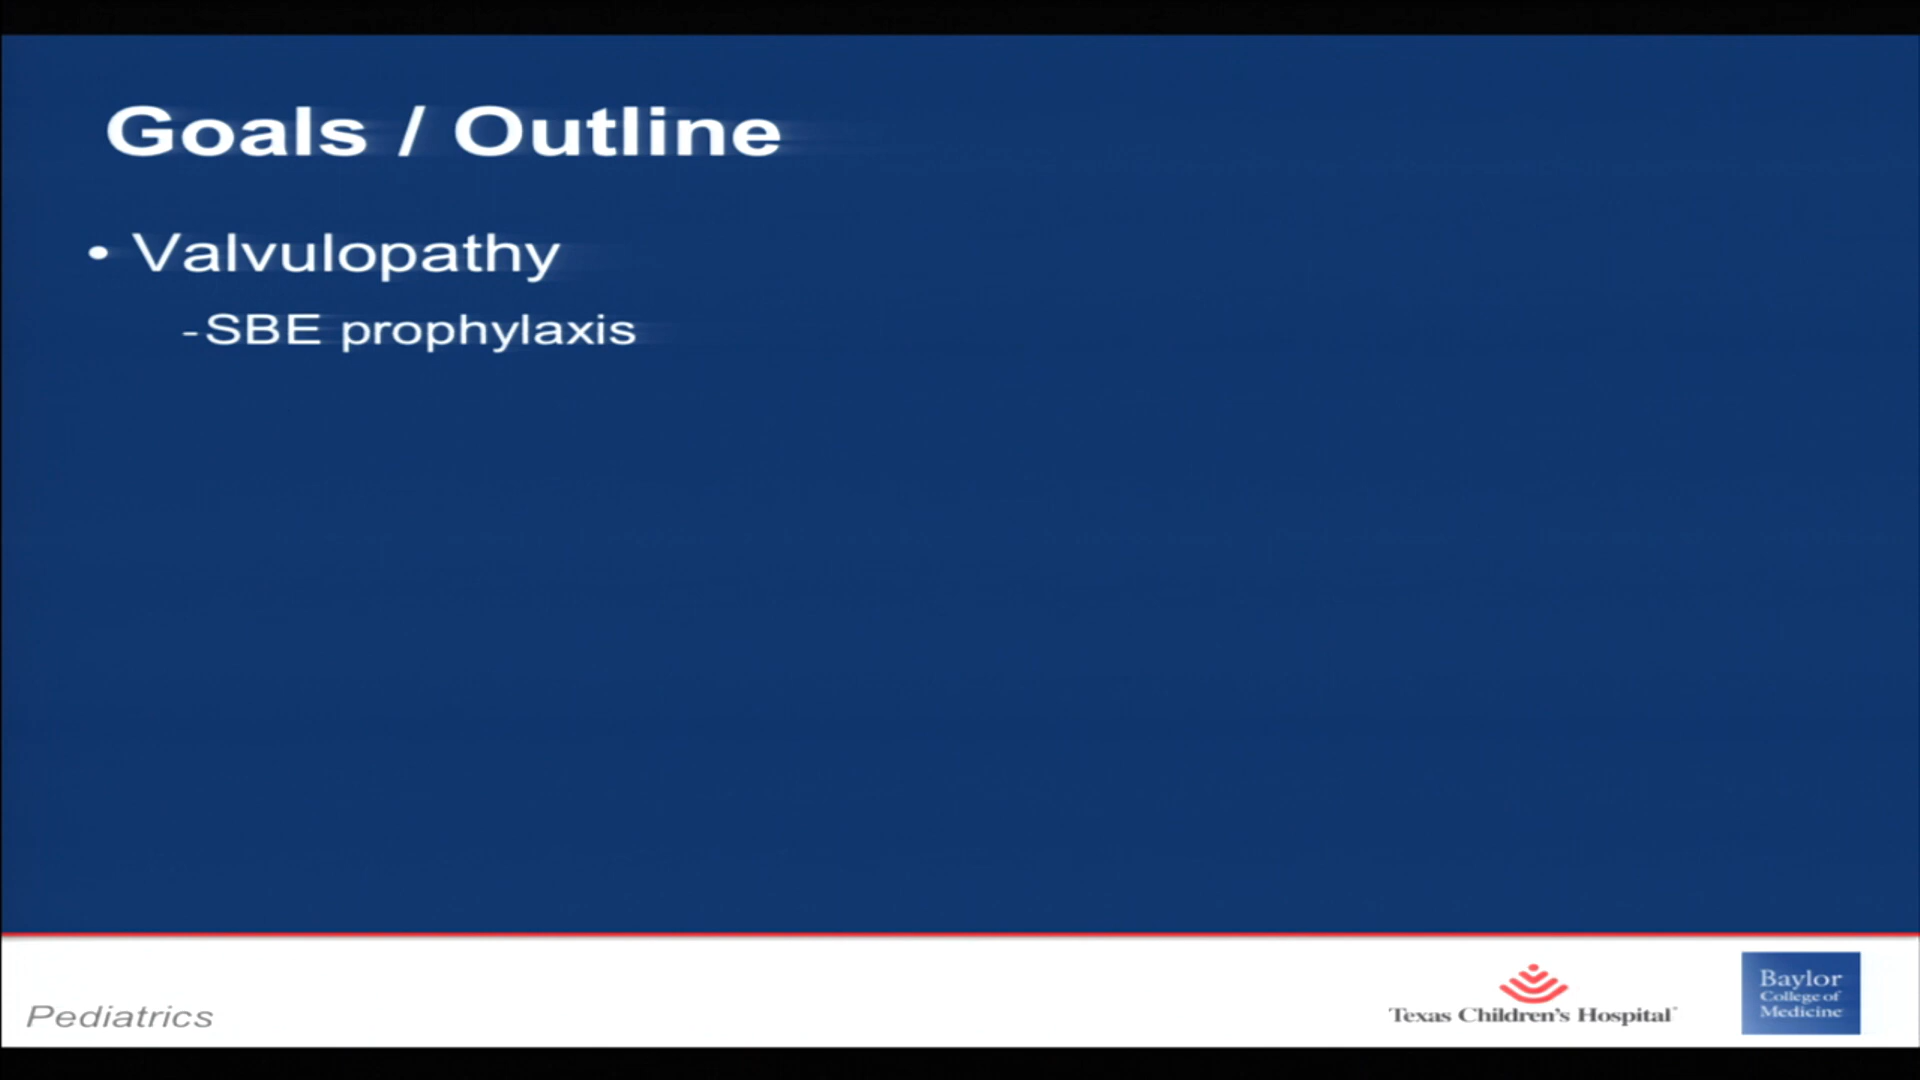 Goals / Outline
• Valvulopathy
-SBE prophylaxis
Pediatrics
Texas Children's Hospital
Baylor
College of
Medicine